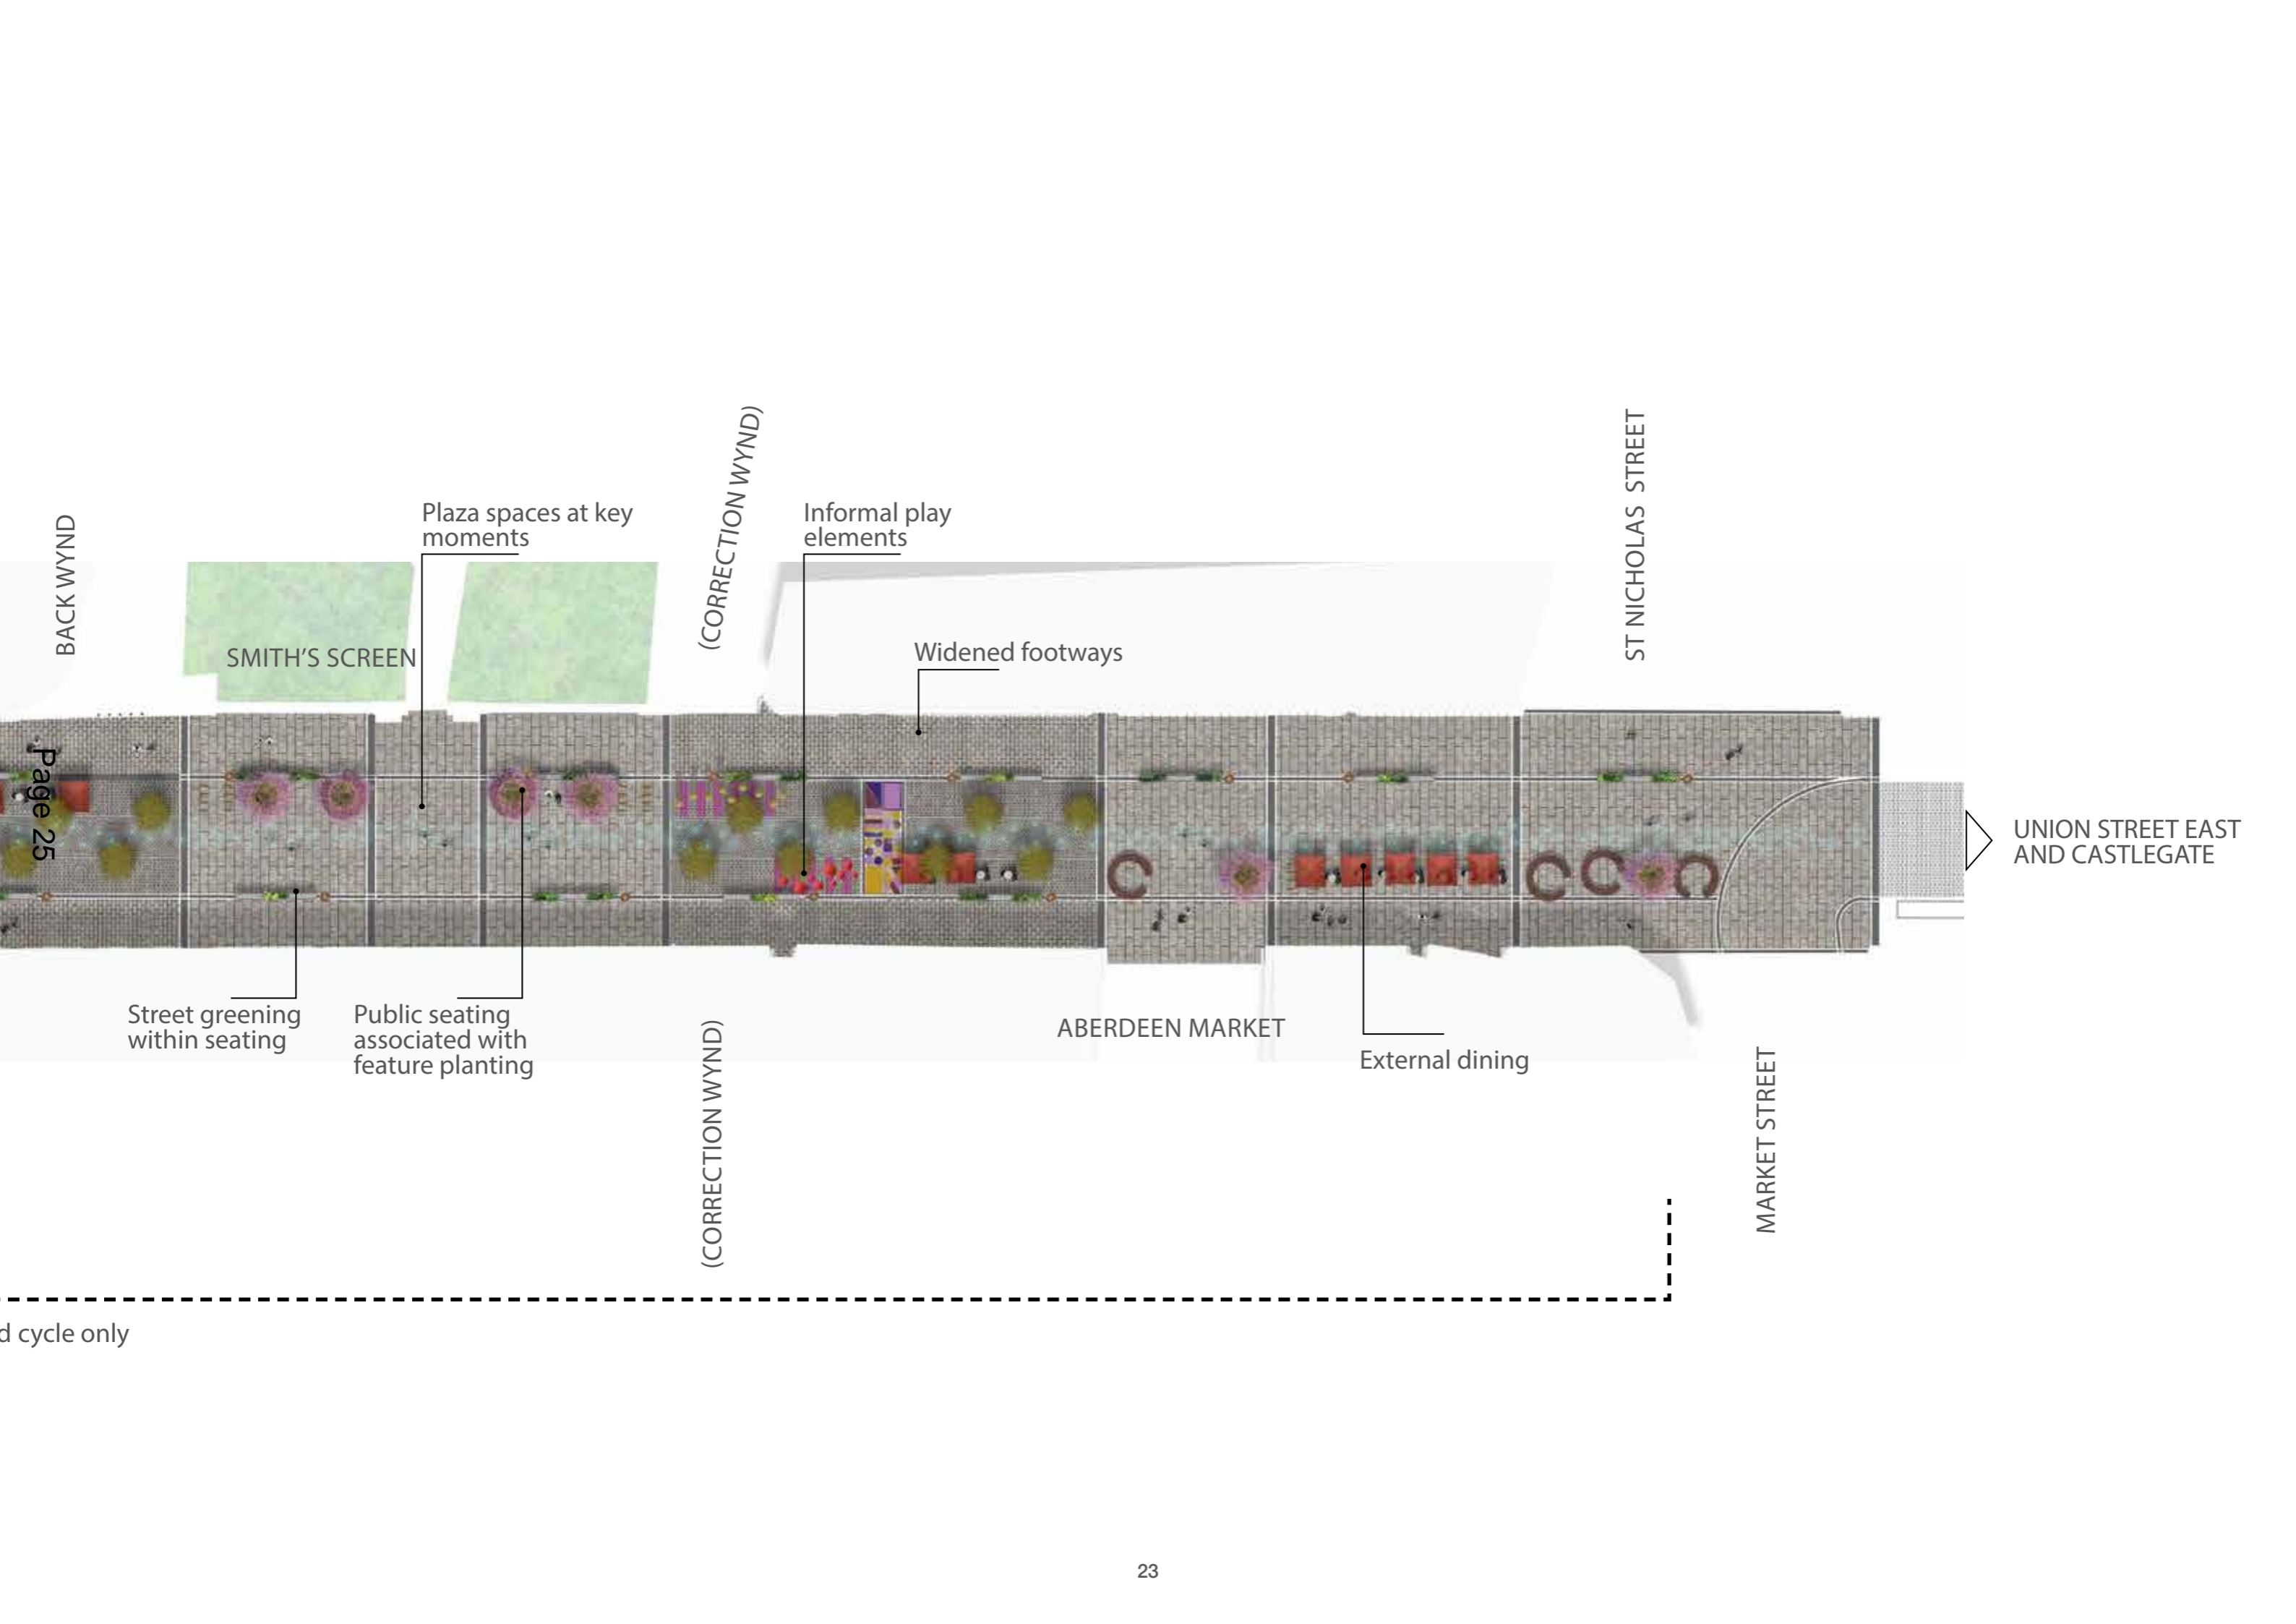 BACK WYND
Plaza spaces at key
moments
(CORRECTION WYND)
Informal play
elements
ST NICHOLAS STREET
SMITH'S SCREEN
Widened footways
Page 25
UNION STREET EAST
AND CASTLEGATE
Street greening
within seating
Public seating
associated with
feature planting
(CORRECTION WYND)
ABERDEEN MARKET
External dining
MARKET STREET
d cycle only
23